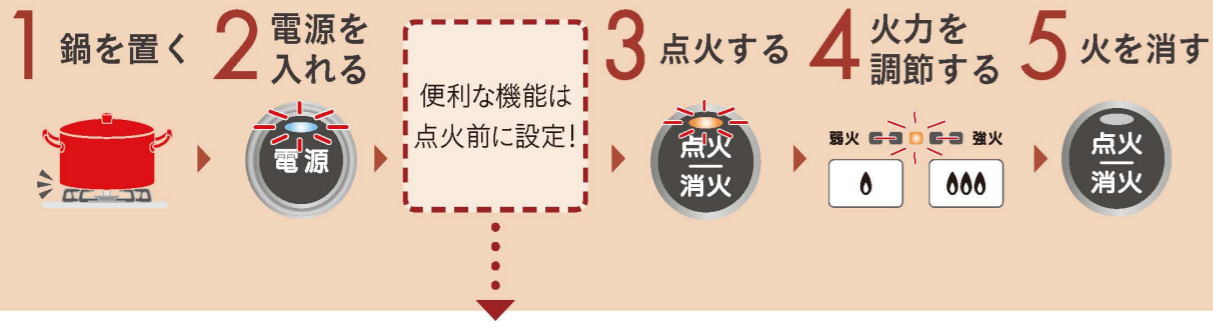 1 鍋を置く
2 電源を
入れる
電源
便利な機能は
点火前に設定!
3 点火する
点火
消火
4 火力を
調節する
弱火 強火
5 火を消す
点火
消火